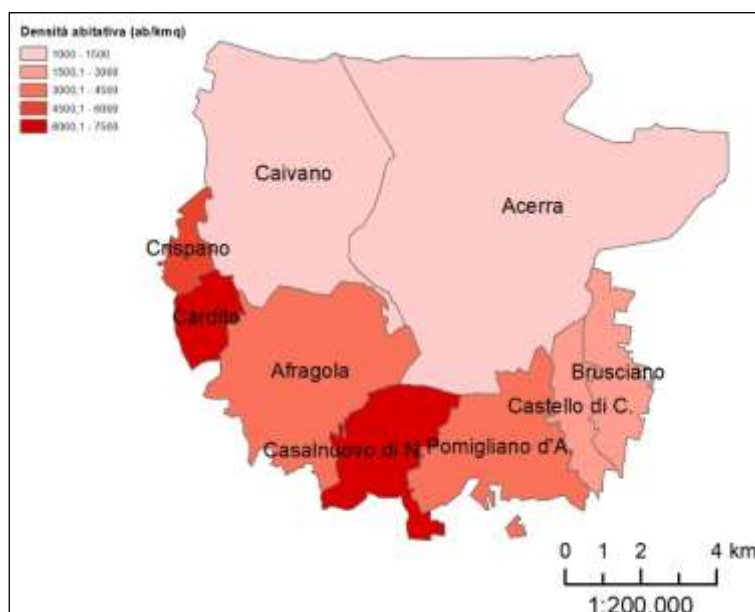 Densità abitativa (ab/kmq)
1000 - 1500
1500,1 - 3000
3000,1 - 4500
4500,1 - 6000
6000,1 - 7500
Caivano
Acerra
Crispano
Cardito
Afragola
Brusciano
Castello di C.
Casalnuovo di N.
Pomigliano d'A.
0 1 2 4 km
1:200.000